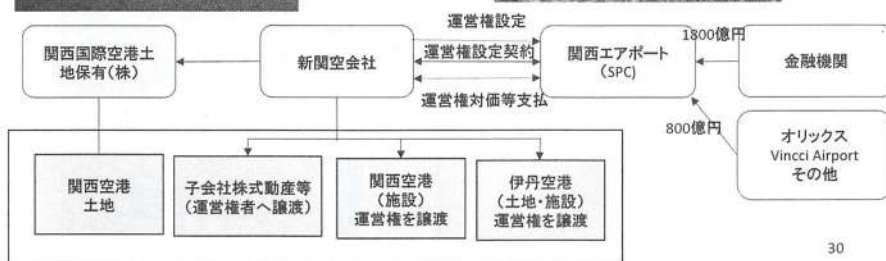 運営権設定
1800億円
関西国際空港土
地保有(株)
新関空会社
運営権設定契約
関西エアポート
(SPC)
金融機関
運営権対価等支払
800億円
オリックス
Vincci Airport
その他
関西空港
土地
子会社株式動産等
(運営権者へ譲渡)
関西空港
(施設)
運営権を譲渡
伊丹空港
(土地・施設)
運営権を譲渡
30